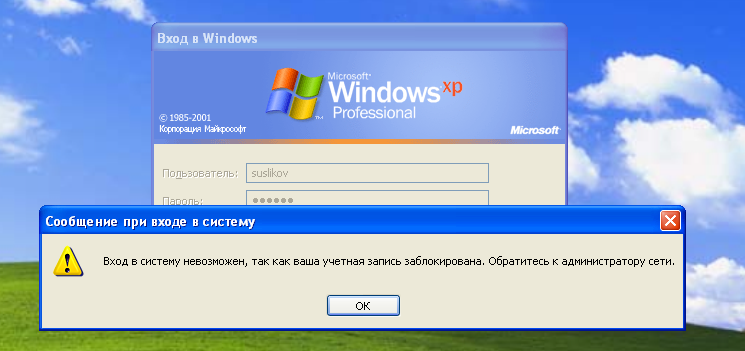 Вход в Windows
Microsoft®
Windows xp
Professional
© 1985-2001
Корпорация Майкрософт
Microsoft®
Пользователь: suslikov
Пароль: ●●●●●●
Сообщение при входе в систему
Вход в систему невозможен, так как ваша учетная запись заблокирована. Обратитесь к администратору сети.
ОК